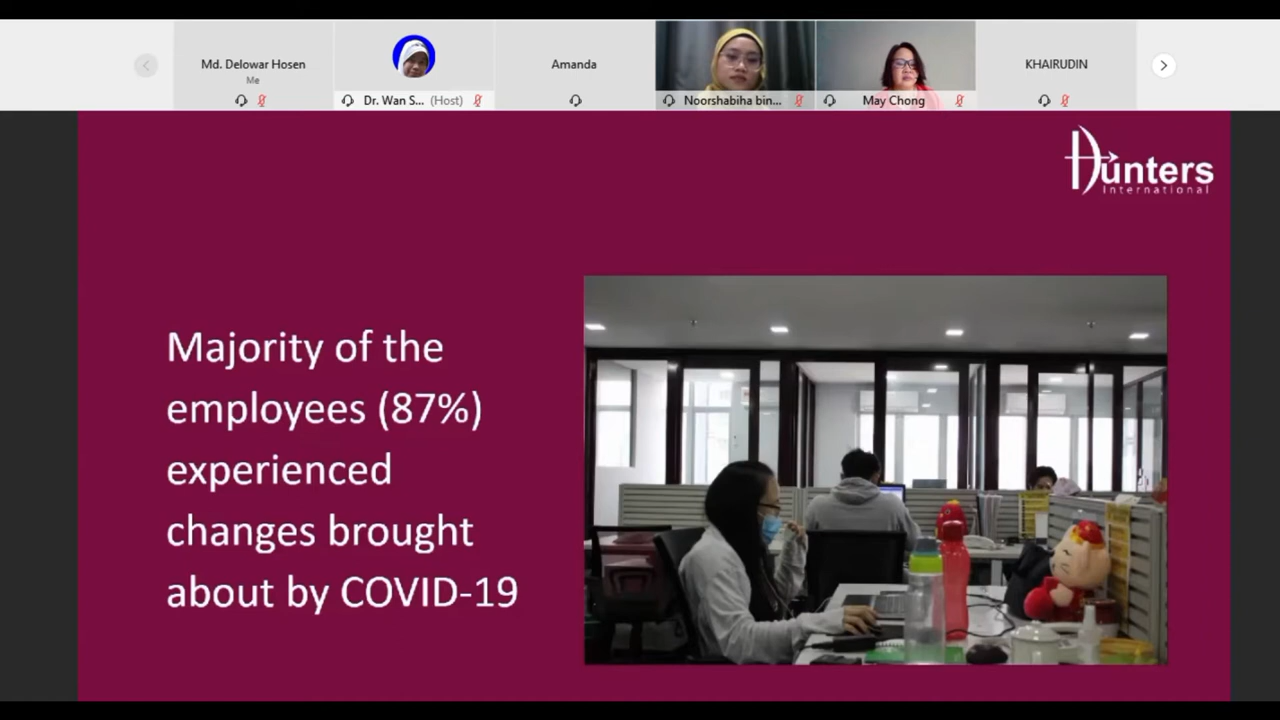 Md. Delowar Hosen
Me
Dr. Wan S... (Host)
Amanda
Noorshabiha bin...
May Chong
KHAIRUDIN
Hunters
International
Majority of the
employees (87%)
experienced
changes brought
about by COVID-19